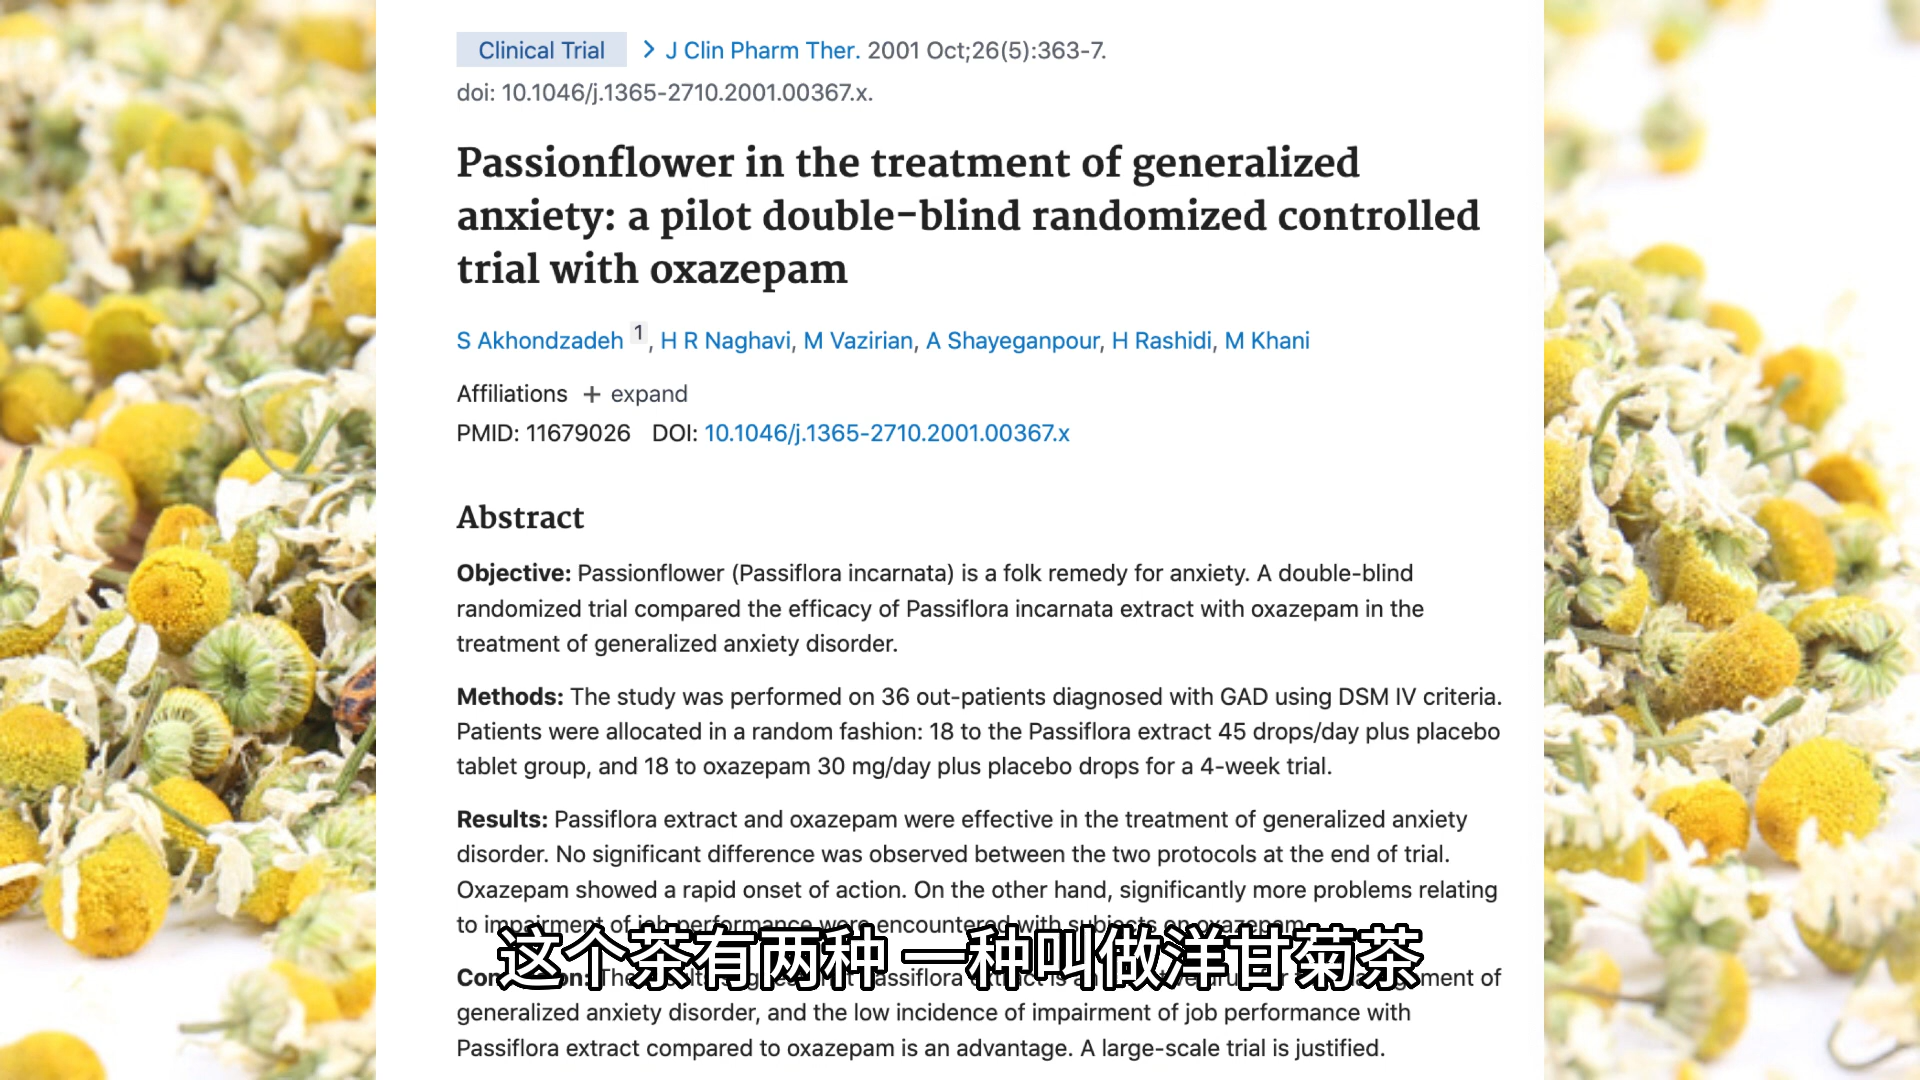 Clinical Trial > J Clin Pharm Ther. 2001 Oct;26(5):363-7.
doi: 10.1046/j.1365-2710.2001.00367.x.
Passionflower in the treatment of generalized
anxiety: a pilot double-blind randomized controlled
trial with oxazepam
S Akhondzadeh 1, H R Naghavi, M Vazirian, A Shayeganpour, H Rashidi, M Khani
Affiliations + expand
PMID: 11679026 DOI: 10.1046/j.1365-2710.2001.00367.x
Abstract
Objective: Passionflower (Passiflora incarnata) is a folk remedy for anxiety. A double-blind
randomized trial compared the efficacy of Passiflora incarnata extract with oxazepam in the
treatment of generalized anxiety disorder.
Methods: The study was performed on 36 out-patients diagnosed with GAD using DSM IV criteria.
Patients were allocated in a random fashion: 18 to the Passiflora extract 45 drops/day plus placebo
tablet group, and 18 to oxazepam 30 mg/day plus placebo drops for a 4-week trial.
Results: Passiflora extract and oxazepam were effective in the treatment of generalized anxiety
disorder. No significant difference was observed between the two protocols at the end of trial.
Oxazepam showed a rapid onset of action. On the other hand, significantly more problems relating
to impairment of job performance were encountered with subjects on oxazepam.
这个茶有两种 一种叫做洋甘菊茶
of
generalized anxiety disorder, and the low incidence of impairment of job performance with
Passiflora extract compared to oxazepam is an advantage. A large-scale trial is justified.